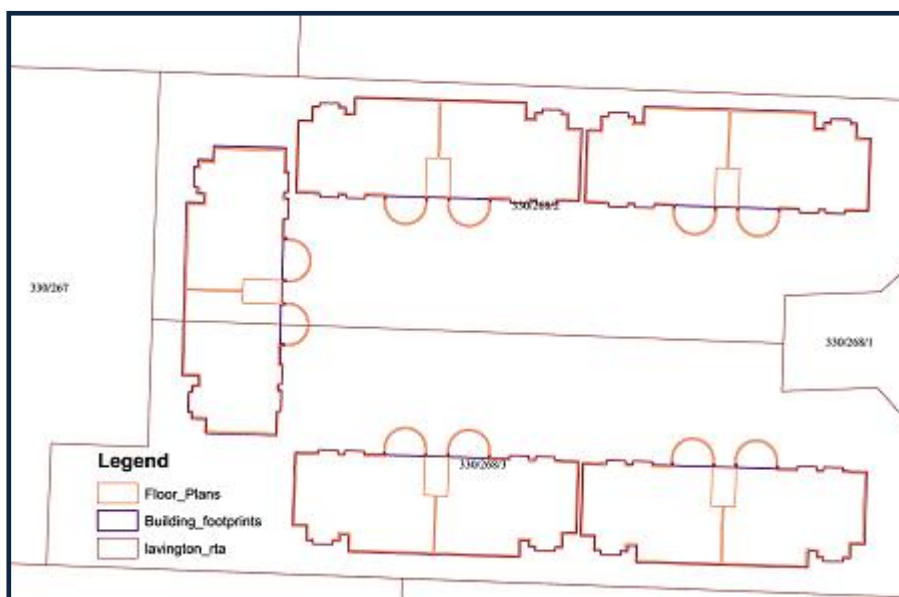 330/268/2
330/267
330/268/1
330/268/3
Legend
Floor_Plans
Building_footprints
lavington_rta